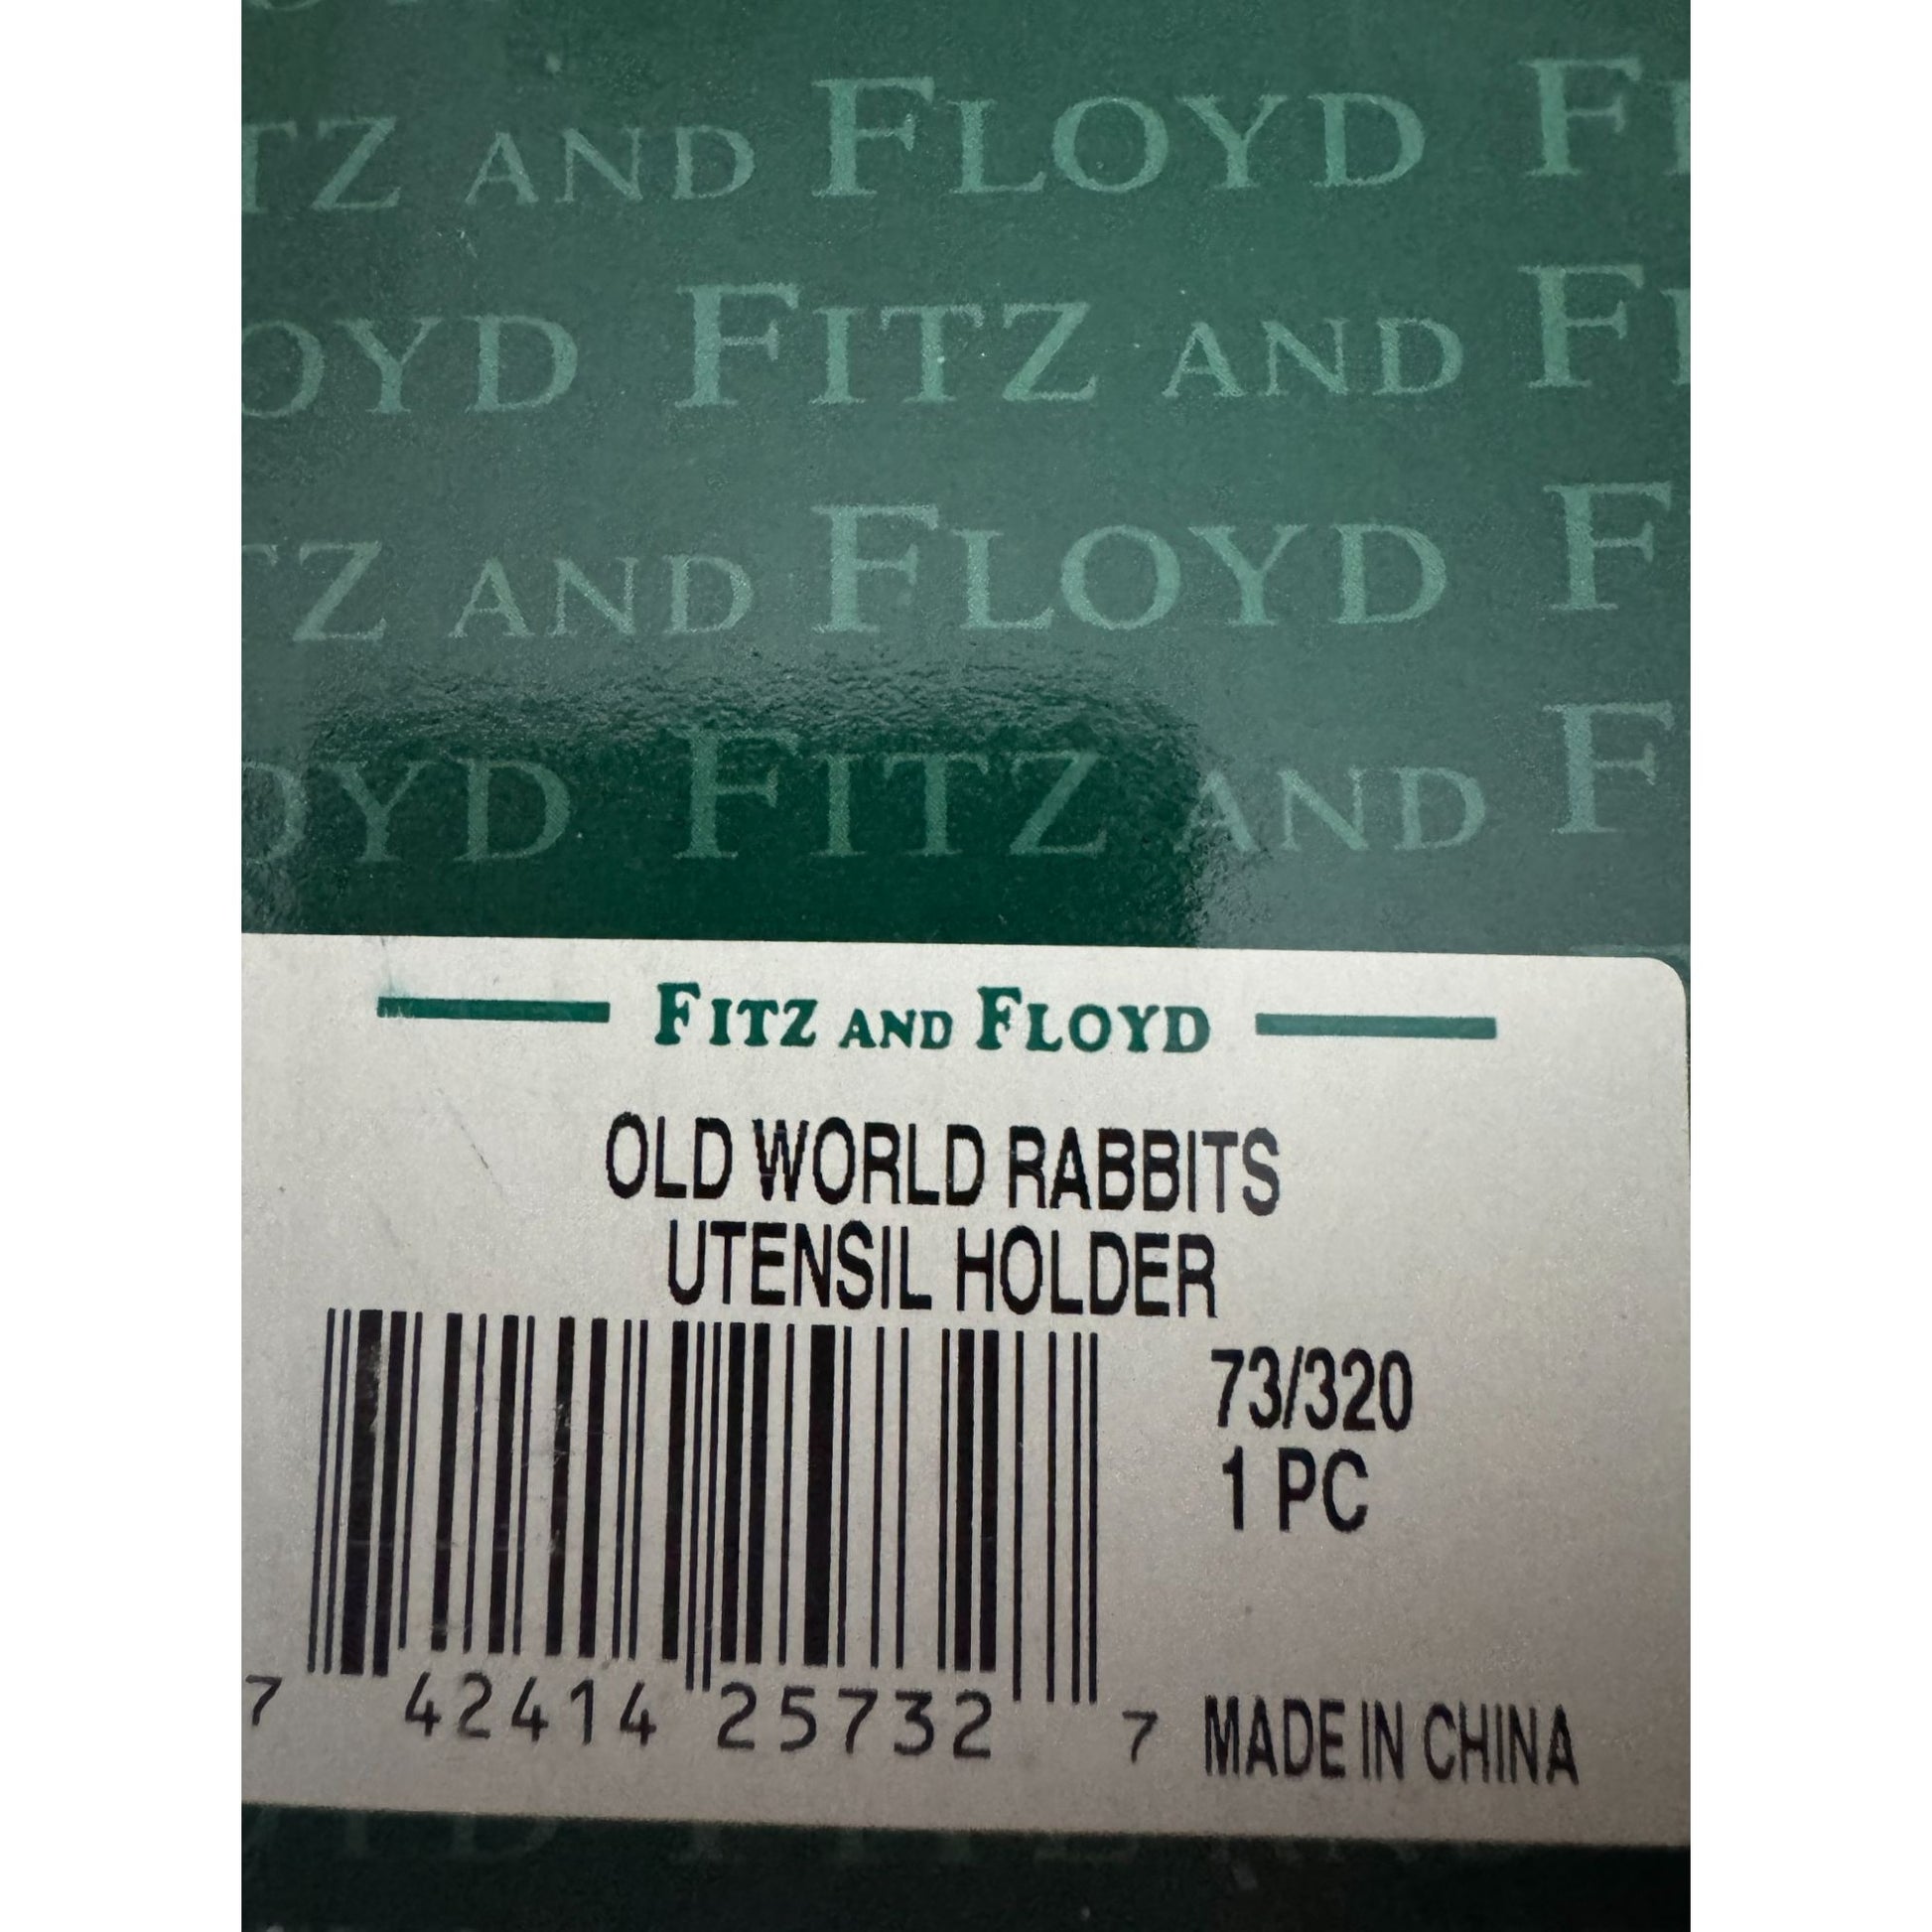 TZ AND FLOYD F
OYD FITZ AND F
Z AND FLOYD F
OYD FITZ AND F
FITZ AND FLOYD
OLD WORLD RABBITS
UTENSIL HOLDER
73/320
1 PC
7 42414 25732 7
MADE IN CHINA